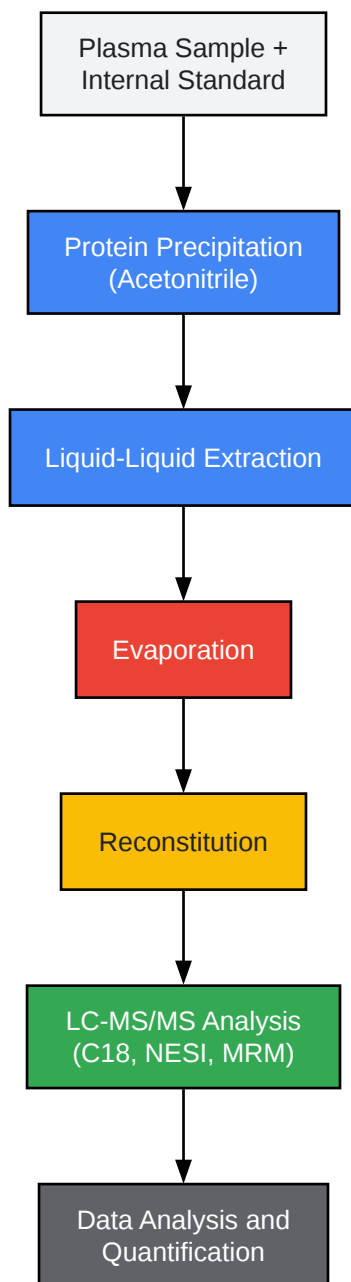 Plasma Sample +
Internal Standard
Protein Precipitation
(Acetonitrile)
Liquid-Liquid Extraction
Evaporation
Reconstitution
LC-MS/MS Analysis
(C18, NESI, MRM)
Data Analysis and
Quantification